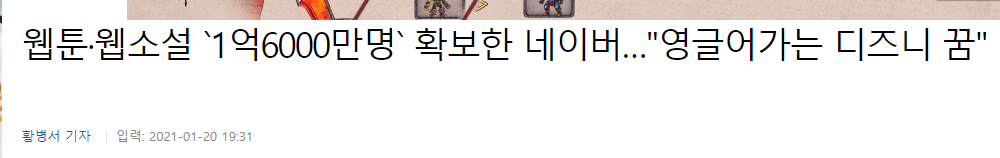 웹툰·웹소설 `1억6000만명` 확보한 네이버…"영글어가는 디즈니 꿈"
황병서 기자 | 입력: 2021-01-20 19:31